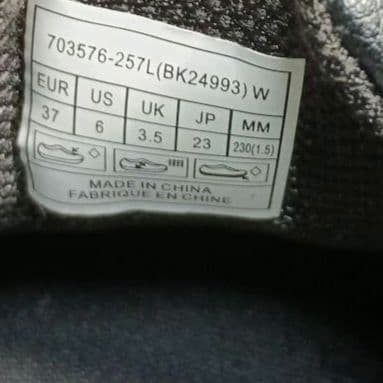 703576-257L(BK24993) W
EUR US UK JP MM
37 6 3.5 23 230(1.5)
MADE IN CHINA
FABRIQUE EN CHINE